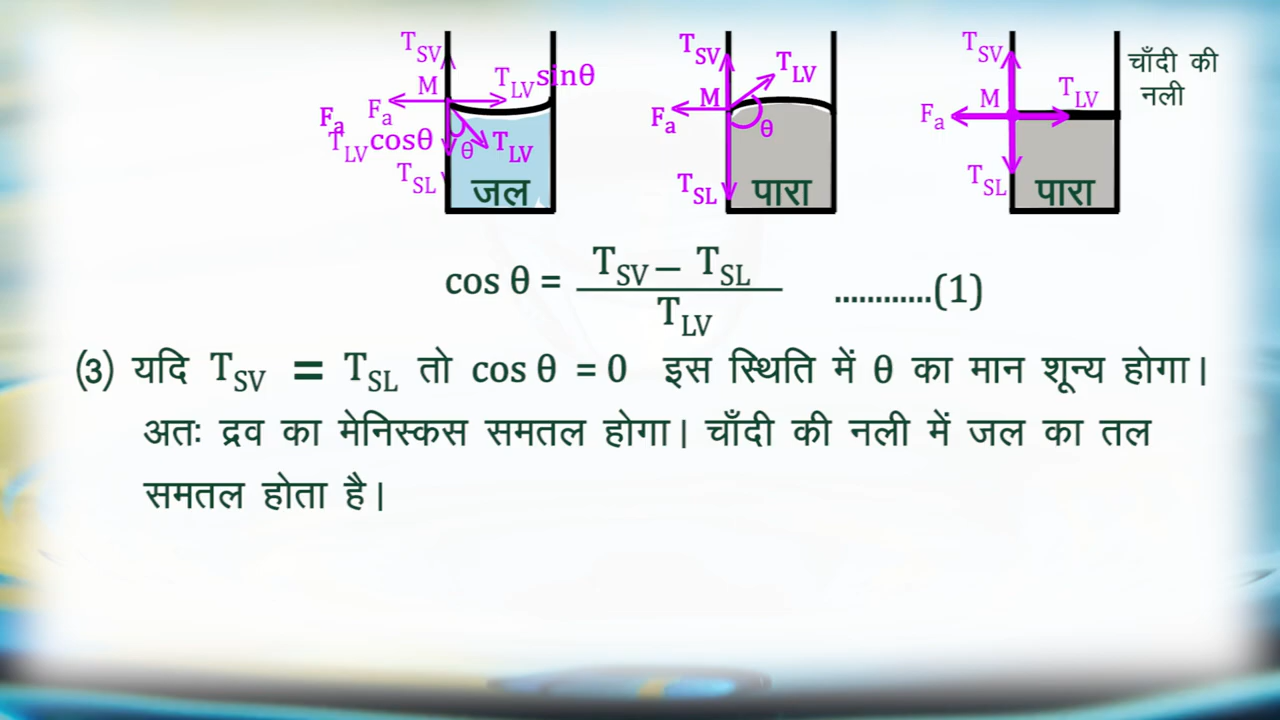 T_SV
M
T_LV sinθ
F_a
F_a
T_LV cosθ
θ
T_LV
T_SL
जल
T_SV
T_LV
M
F_a
θ
T_SL
पारा
T_SV
M
T_LV
F_a
T_SL
पारा
चाँदी की
नली
cos θ = (T_SV − T_SL) / T_LV ............(1)
(3) यदि T_SV = T_SL तो cos θ = 0 इस स्थिति में θ का मान शून्य होगा।
अतः द्रव का मेनिस्कस समतल होगा। चाँदी की नली में जल का तल
समतल होता है।